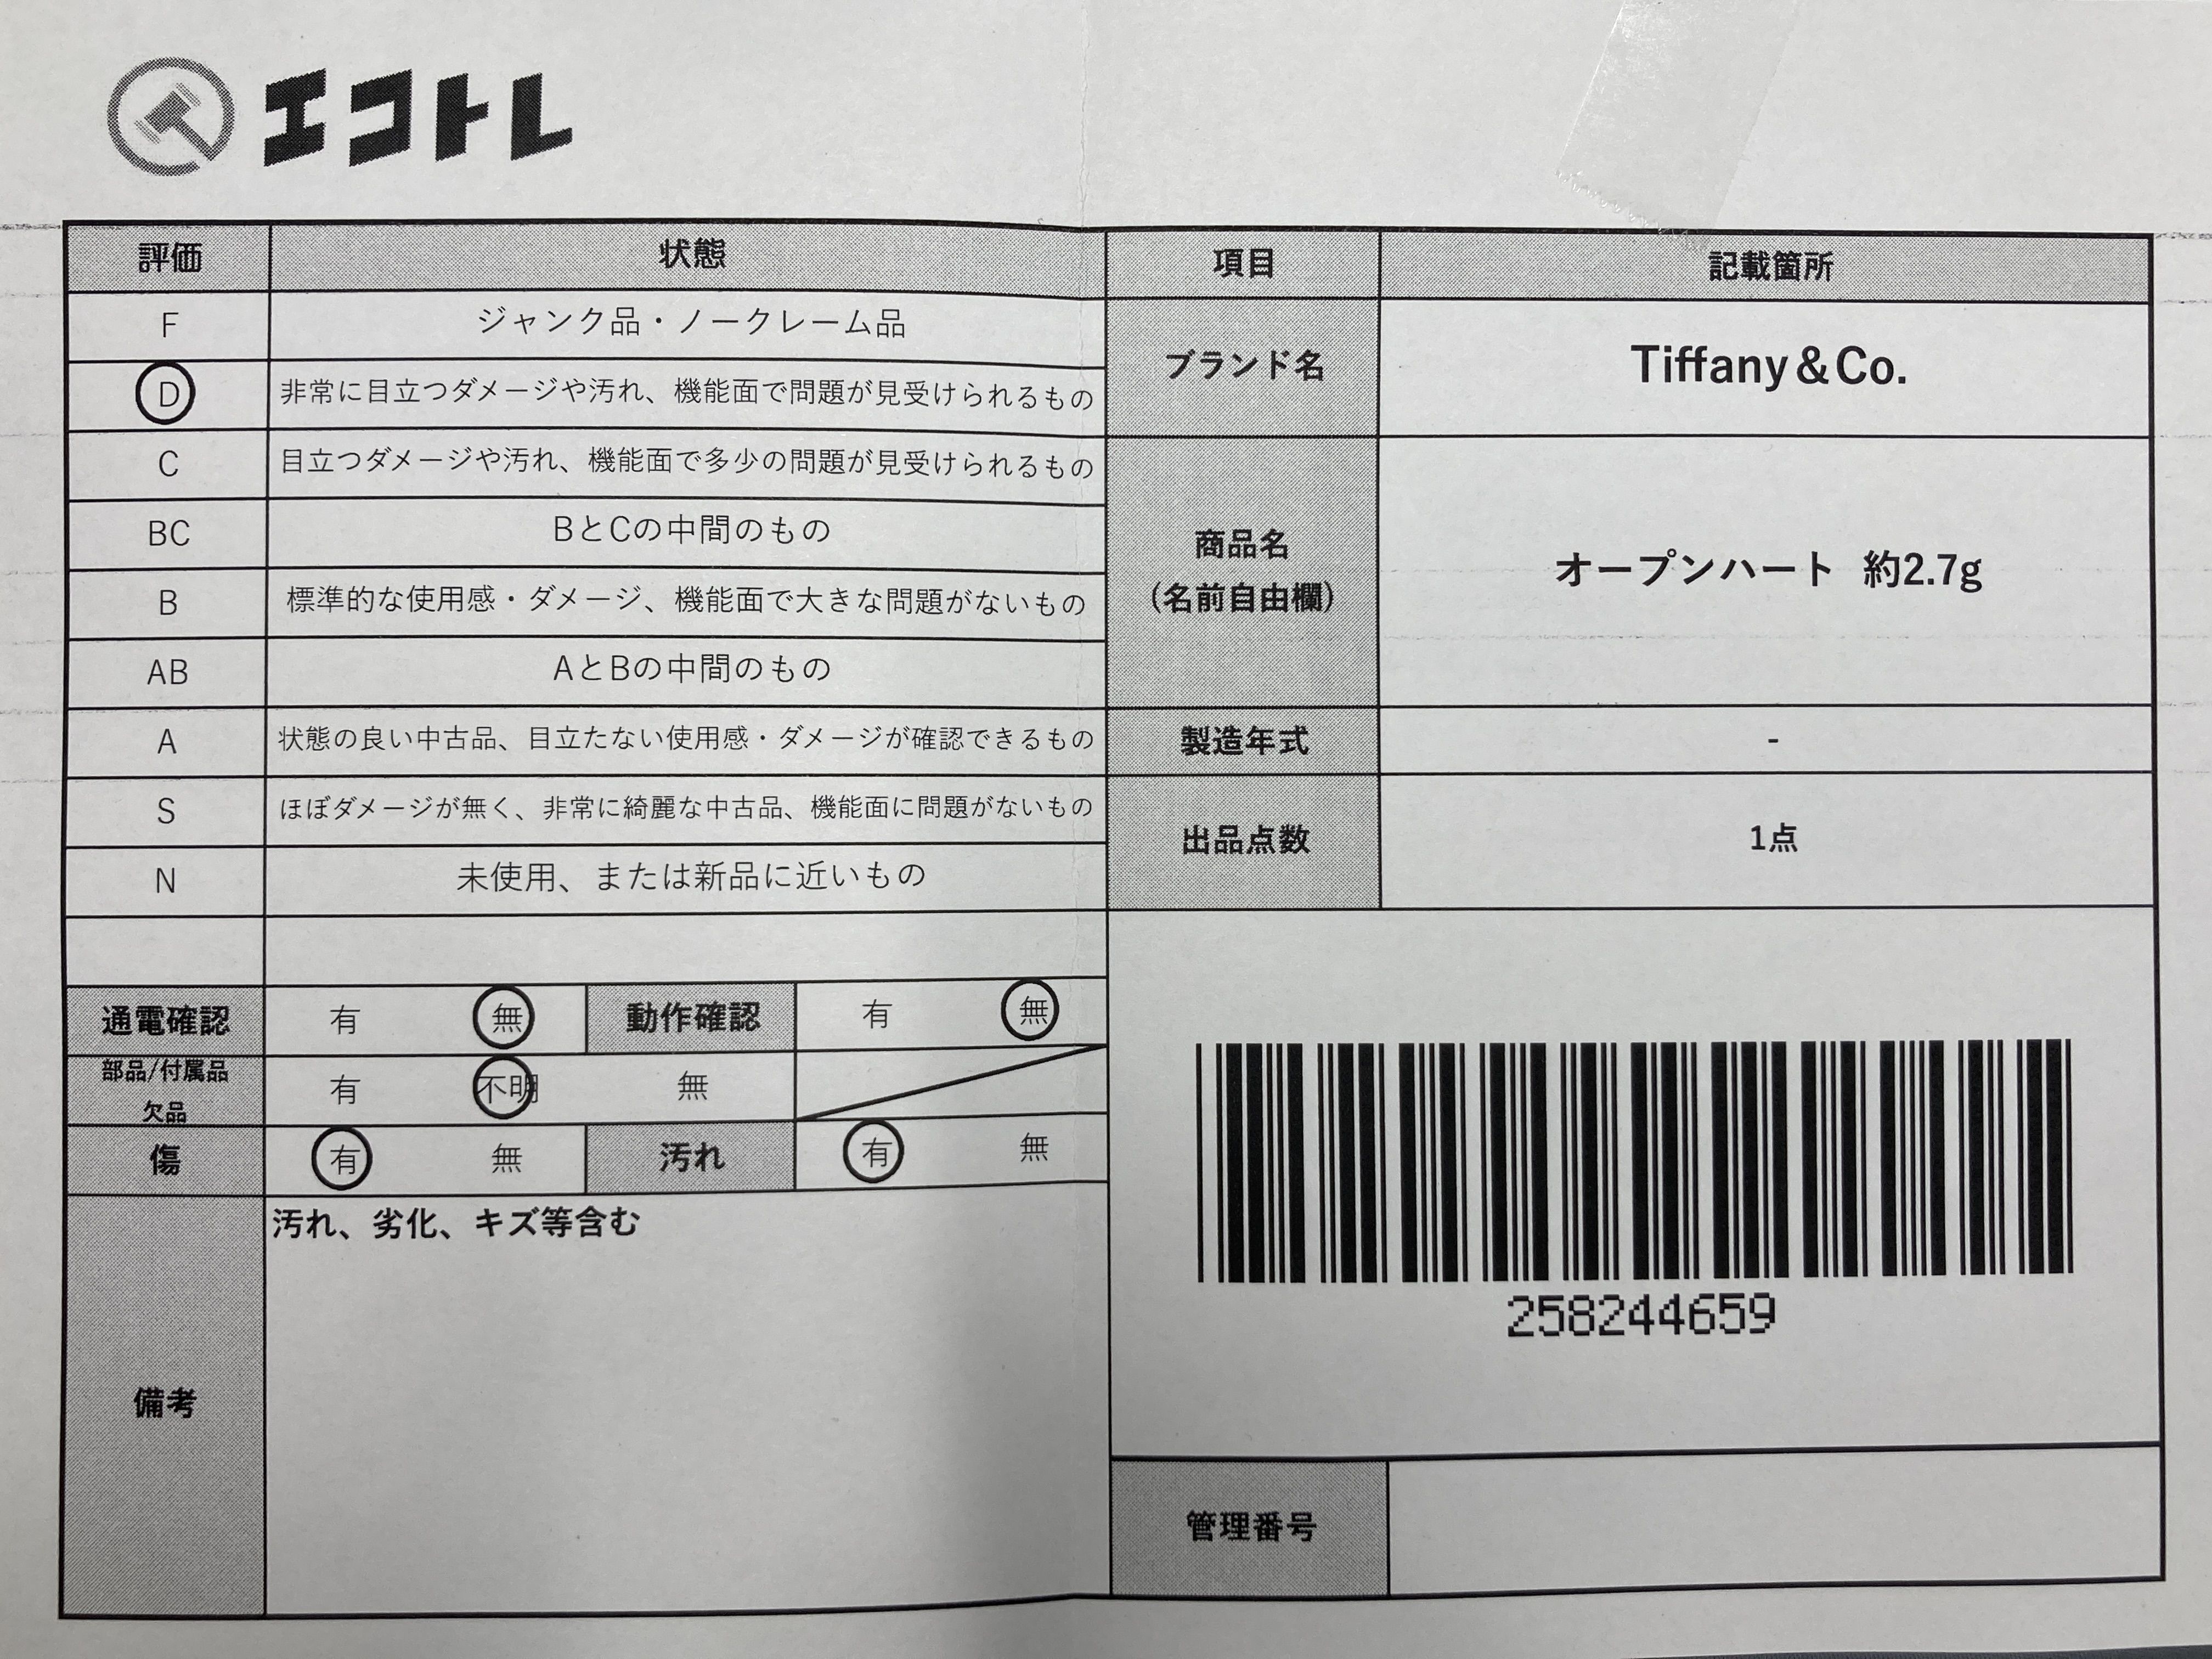 エコトレ
評価 状態
F ジャンク品・ノークレーム品
D 非常に目立つダメージや汚れ、機能面で問題が見受けられるもの
C 目立つダメージや汚れ、機能面で多少の問題が見受けられるもの
BC BとCの中間のもの
B 標準的な使用感・ダメージ、機能面で大きな問題がないもの
AB AとBの中間のもの
A 状態の良い中古品、目立たない使用感・ダメージが確認できるもの
S ほぼダメージが無く、非常に綺麗な中古品、機能面に問題がないもの
N 未使用、または新品に近いもの
通電確認 有 無 動作確認 有 無
部品/付属品
欠品 有 不明 無
傷 有 無 汚れ 有 無
備考 汚れ、劣化、キズ等含む
項目 記載箇所
ブランド名 Tiffany&Co.
商品名
(名前自由欄) オープンハート 約2.7g
製造年式 -
出品点数 1点
258244659
管理番号